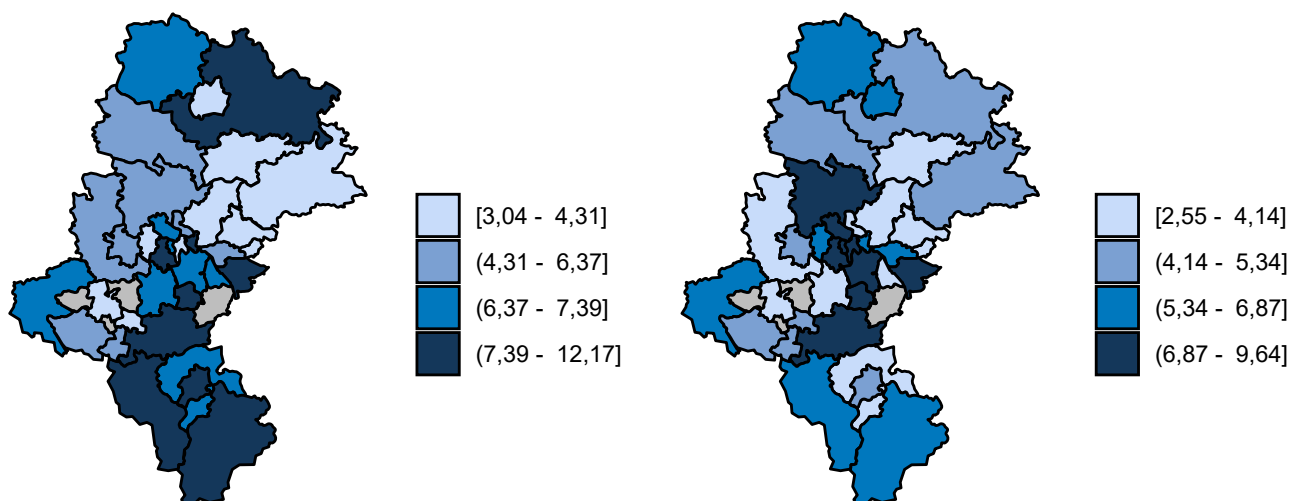 [3,04 - 4,31]
(4,31 - 6,37]
(6,37 - 7,39]
(7,39 - 12,17]
[2,55 - 4,14]
(4,14 - 5,34]
(5,34 - 6,87]
(6,87 - 9,64]